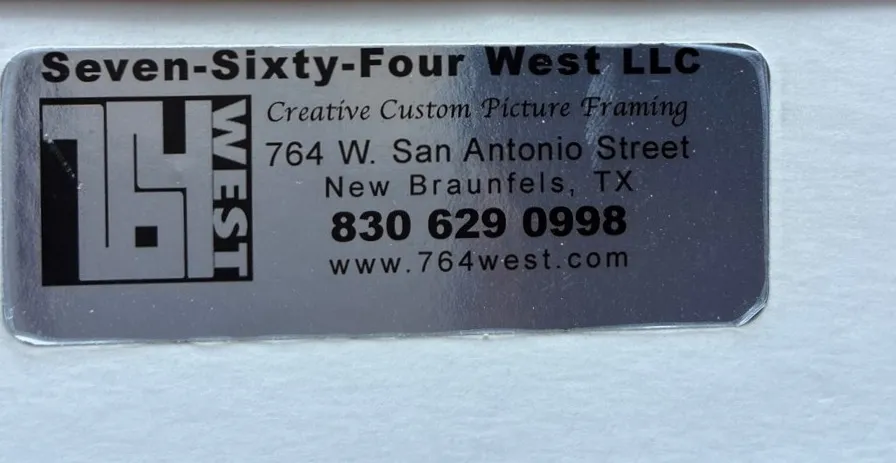 Seven-Sixty-Four West LLC
764 WEST
Creative Custom Picture Framing
764 W. San Antonio Street
New Braunfels, TX
830 629 0998
www.764west.com